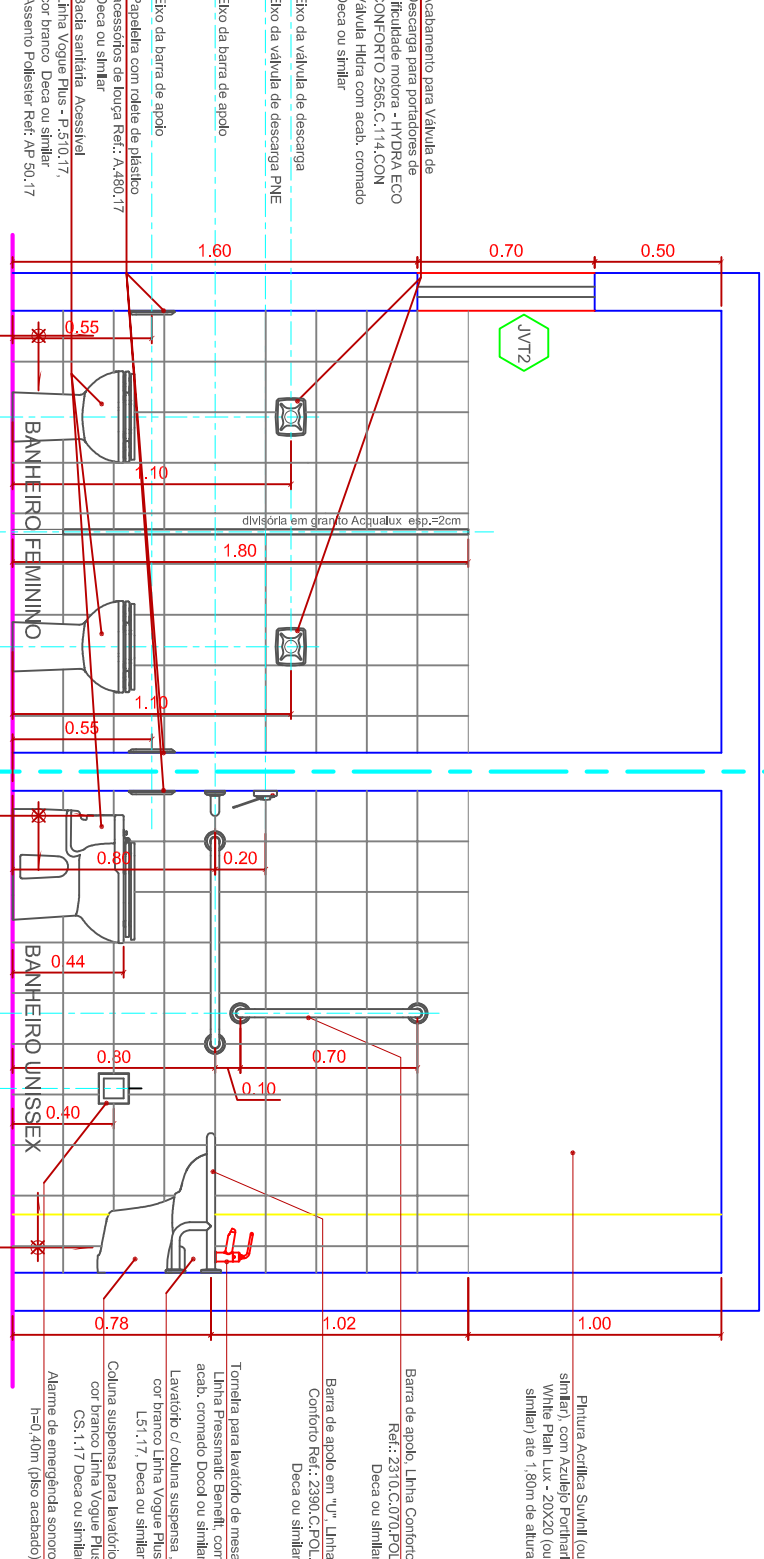 Acabamento para Válvula de
Descarga para portadores de
dificuldade motora - HYDRA ECO
CONFORTO 2565.C.114.CON
Válvula Hidra com acab. cromado
Deca ou similar
Eixo da válvula de descarga
Eixo da válvula de descarga PNE
Eixo da barra de apoio
Eixo da barra de apoio
Papeleira com rolete de plástico
acessórios de louça Ref.: A.480.17
Deca ou similar
Bacia sanitária Acessível
Linha Vogue Plus - P.510.17,
cor branco Deca ou similar
Assento Poliester Ref: AP 50.17
1.60
0.70
0.50
JVT2
0.55
1.10
divisória em granito Acqualux esp.=2cm
1.80
BANHEIRO FEMININO
1.10
0.55
0.80
0.20
0.44
BANHEIRO UNISSEX
0.80
0.70
0.10
0.40
0.78
1.02
1.00
Pintura Acrílica Suvinil (ou
similar), com Azulejo Portinari
White Plain Lux - 20X20 (ou
similar) ate 1,80m de altura
Barra de apoio, Linha Conforto
Ref.: 2310.C.070.POL
Deca ou similar
Barra de apoio em "U", Linha
Conforto Ref.: 2390.C.POL.
Deca ou similar
Torneira para lavatório de mesa
Linha Pressmatic Benefit, com
acab. cromado Docol ou similar
Lavatório c/ coluna suspensa ,
cor branco Linha Vogue Plus
L51.17, Deca ou similar
Coluna suspensa para lavatório
cor branco Linha Vogue Plus
CS.1.17 Deca ou similar
Alarme de emergência sonoro
h=0,40m (piso acabado)